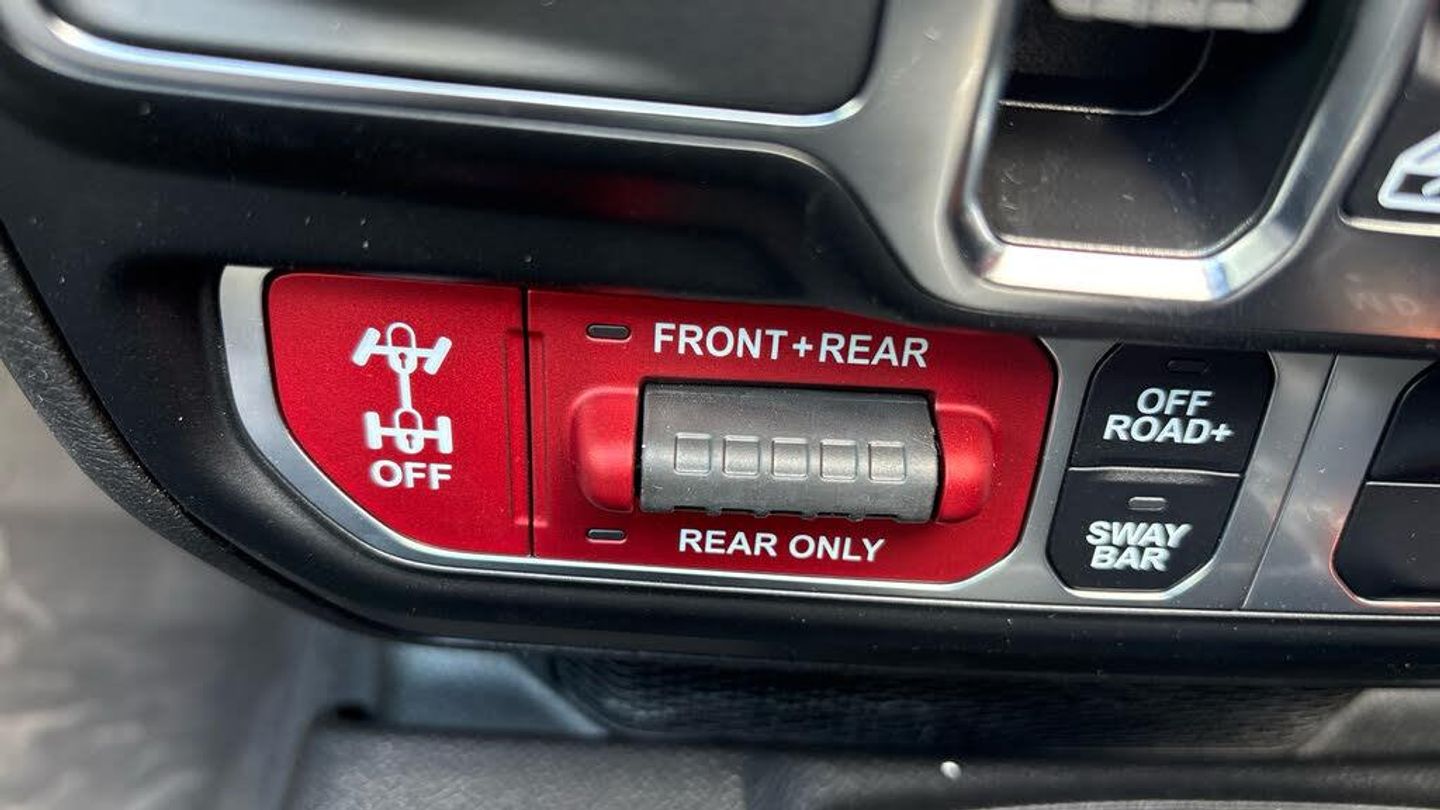 OFF
FRONT+REAR
REAR ONLY
OFF
ROAD+
SWAY
BAR